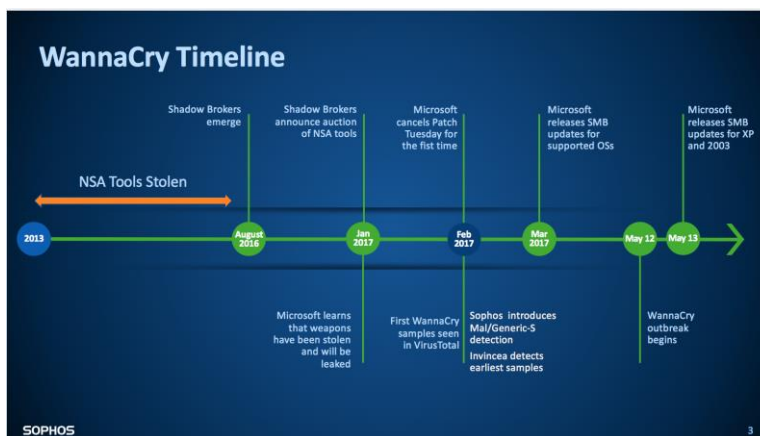 WannaCry Timeline
Shadow Brokers
emerge
Shadow Brokers
announce auction
of NSA tools
Microsoft
cancels Patch
Tuesday for
the fist time
Microsoft
releases SMB
updates for
supported OSs
Microsoft
releases SMB
updates for XP
and 2003
NSA Tools Stolen
2013
August
2016
Jan
2017
Feb
2017
Mar
2017
May 12
May 13
Microsoft learns
that weapons
have been stolen
and will be
leaked
First WannaCry
samples seen
in VirusTotal
Sophos introduces
Mal/Generic-S
detection
Invincea detects
earliest samples
WannaCry
outbreak
begins
SOPHOS
3